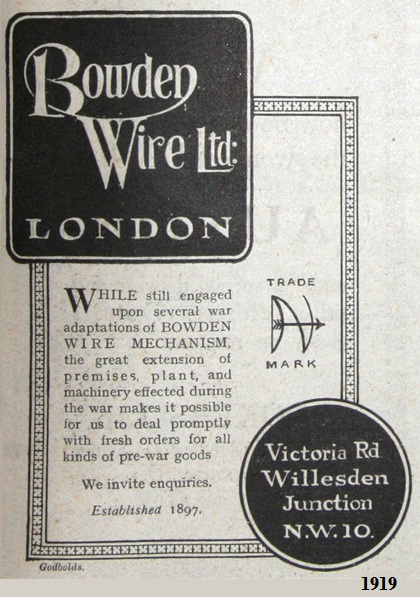 Bowden
Wire Ltd:
LONDON
WHILE still engaged
upon several war
adaptations of BOWDEN
WIRE MECHANISM,
the great extension of
premises, plant, and
machinery effected during
the war makes it possible
for us to deal promptly
with fresh orders for all
kinds of pre-war goods
We invite enquiries.
Established 1897.
TRADE
MARK
Victoria Rd
Willesden
Junction
N.W.10.
Godbolds.
1919